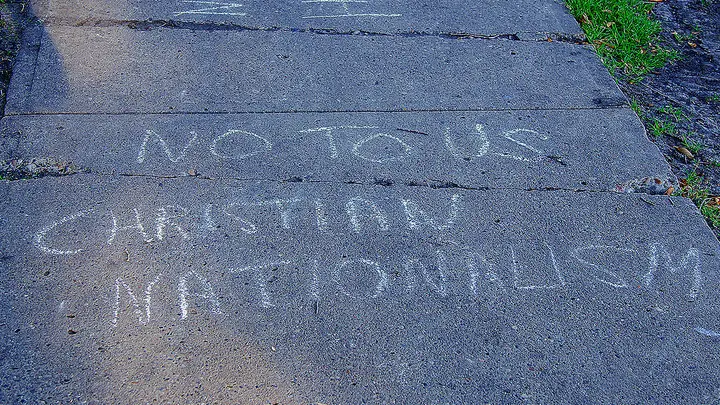 NO TO US
CHRISTIAN
NATIONALISM